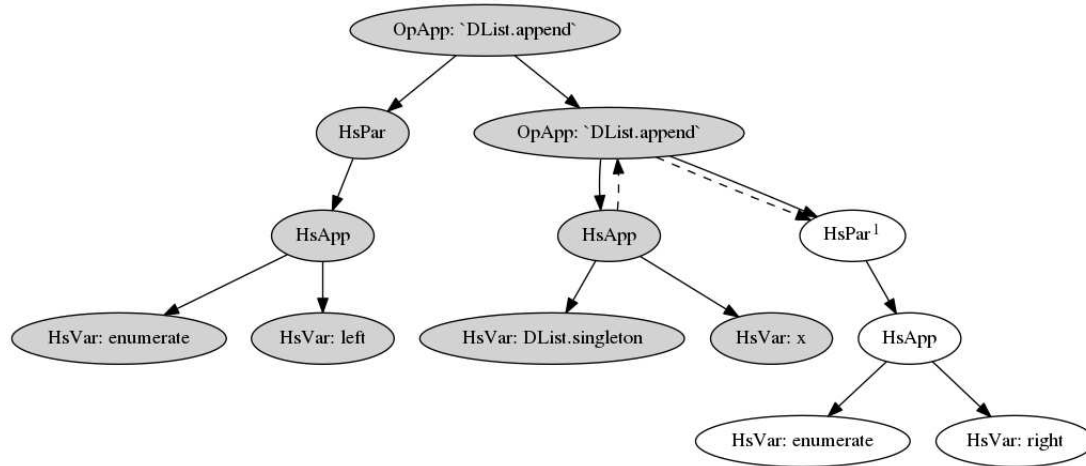 OpApp: `DList.append`
HsPar
OpApp: `DList.append`
HsApp
HsApp
HsPar¹
HsVar: enumerate
HsVar: left
HsVar: DList.singleton
HsVar: x
HsApp
HsVar: enumerate
HsVar: right